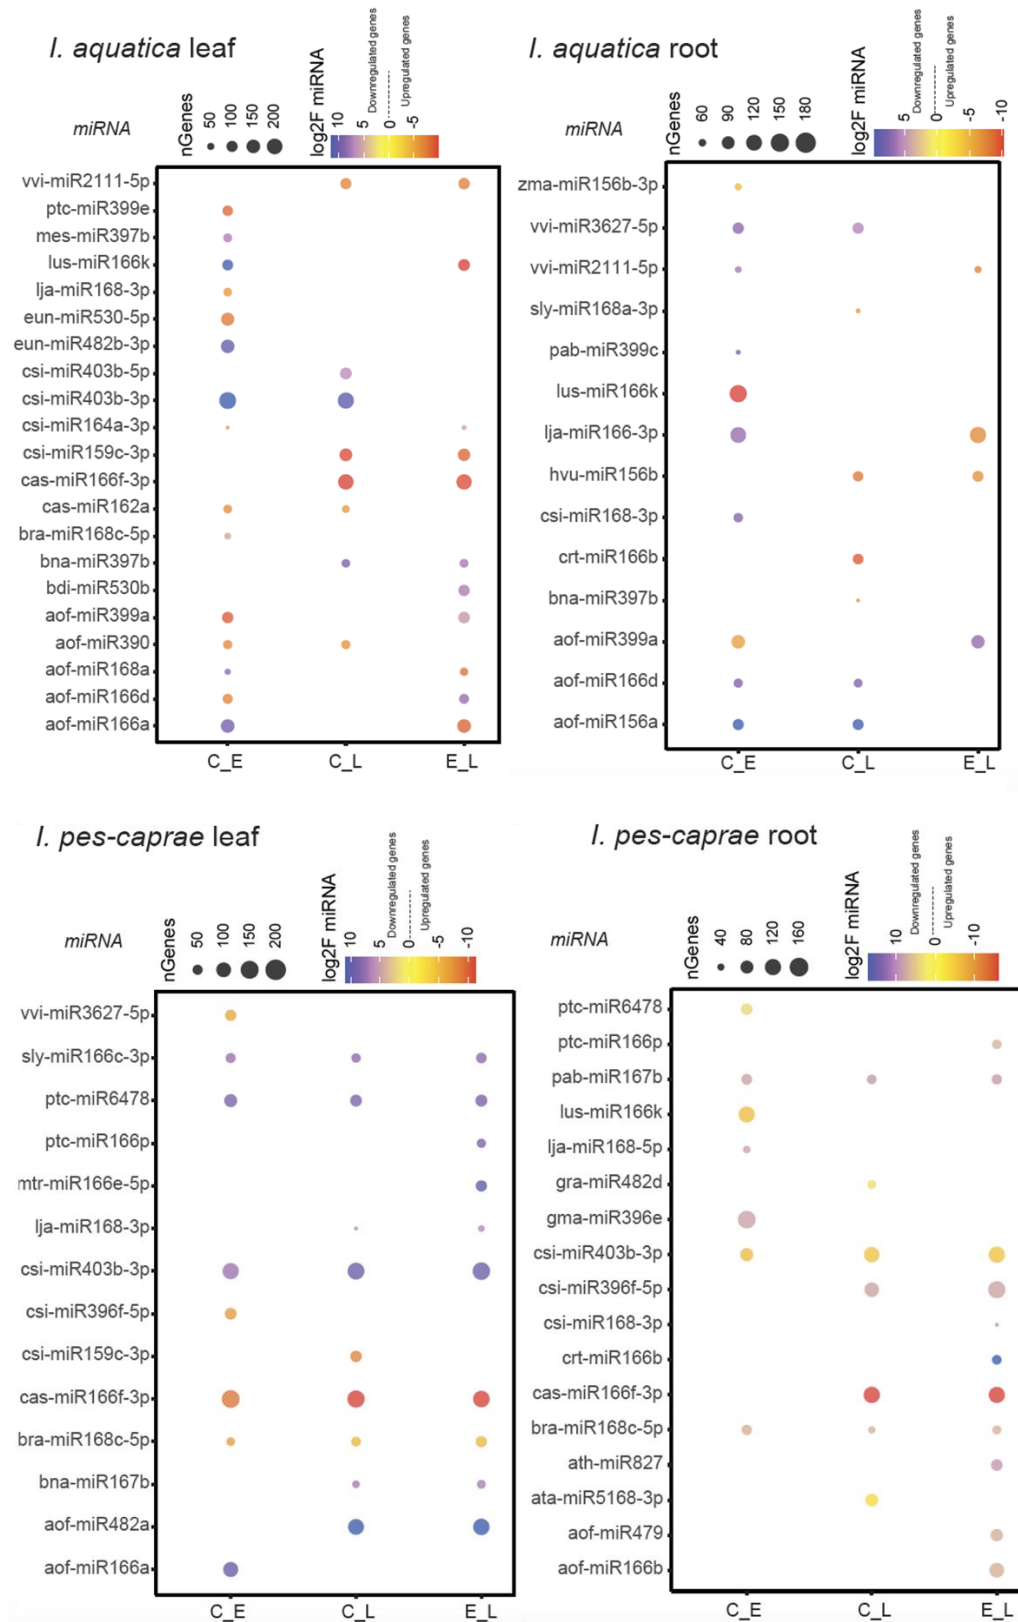 I. aquatica leaf
miRNA
nGenes
50
100
150
200
log2F miRNA
10
5
0
-5
Downregulated genes
Upregulated genes
vvi-miR2111-5p
ptc-miR399e
mes-miR397b
lus-miR166k
lja-miR168-3p
eun-miR530-5p
eun-miR482b-3p
csi-miR403b-5p
csi-miR403b-3p
csi-miR164a-3p
csi-miR159c-3p
cas-miR166f-3p
cas-miR162a
bra-miR168c-5p
bna-miR397b
bdi-miR530b
aof-miR399a
aof-miR390
aof-miR168a
aof-miR166d
aof-miR166a
C_E C_L E_L
I. aquatica root
miRNA
nGenes
60
90
120
150
180
log2F miRNA
5
0
-5
-10
Downregulated genes
Upregulated genes
zma-miR156b-3p
vvi-miR3627-5p
vvi-miR2111-5p
sly-miR168a-3p
pab-miR399c
lus-miR166k
lja-miR166-3p
hvu-miR156b
csi-miR168-3p
crt-miR166b
bna-miR397b
aof-miR399a
aof-miR166d
aof-miR156a
C_E C_L E_L
I. pes-caprae leaf
miRNA
nGenes
50
100
150
200
log2F miRNA
10
5
0
-5
-10
Downregulated genes
Upregulated genes
vvi-miR3627-5p
sly-miR166c-3p
ptc-miR6478
ptc-miR166p
mtr-miR166e-5p
lja-miR168-3p
csi-miR403b-3p
csi-miR396f-5p
csi-miR159c-3p
cas-miR166f-3p
bra-miR168c-5p
bna-miR167b
aof-miR482a
aof-miR166a
C_E C_L E_L
I. pes-caprae root
miRNA
nGenes
40
80
120
160
log2F miRNA
10
0
-10
Downregulated genes
Upregulated genes
ptc-miR6478
ptc-miR166p
pab-miR167b
lus-miR166k
lja-miR168-5p
gra-miR482d
gma-miR396e
csi-miR403b-3p
csi-miR396f-5p
csi-miR168-3p
crt-miR166b
cas-miR166f-3p
bra-miR168c-5p
ath-miR827
ata-miR5168-3p
aof-miR479
aof-miR166b
C_E C_L E_L